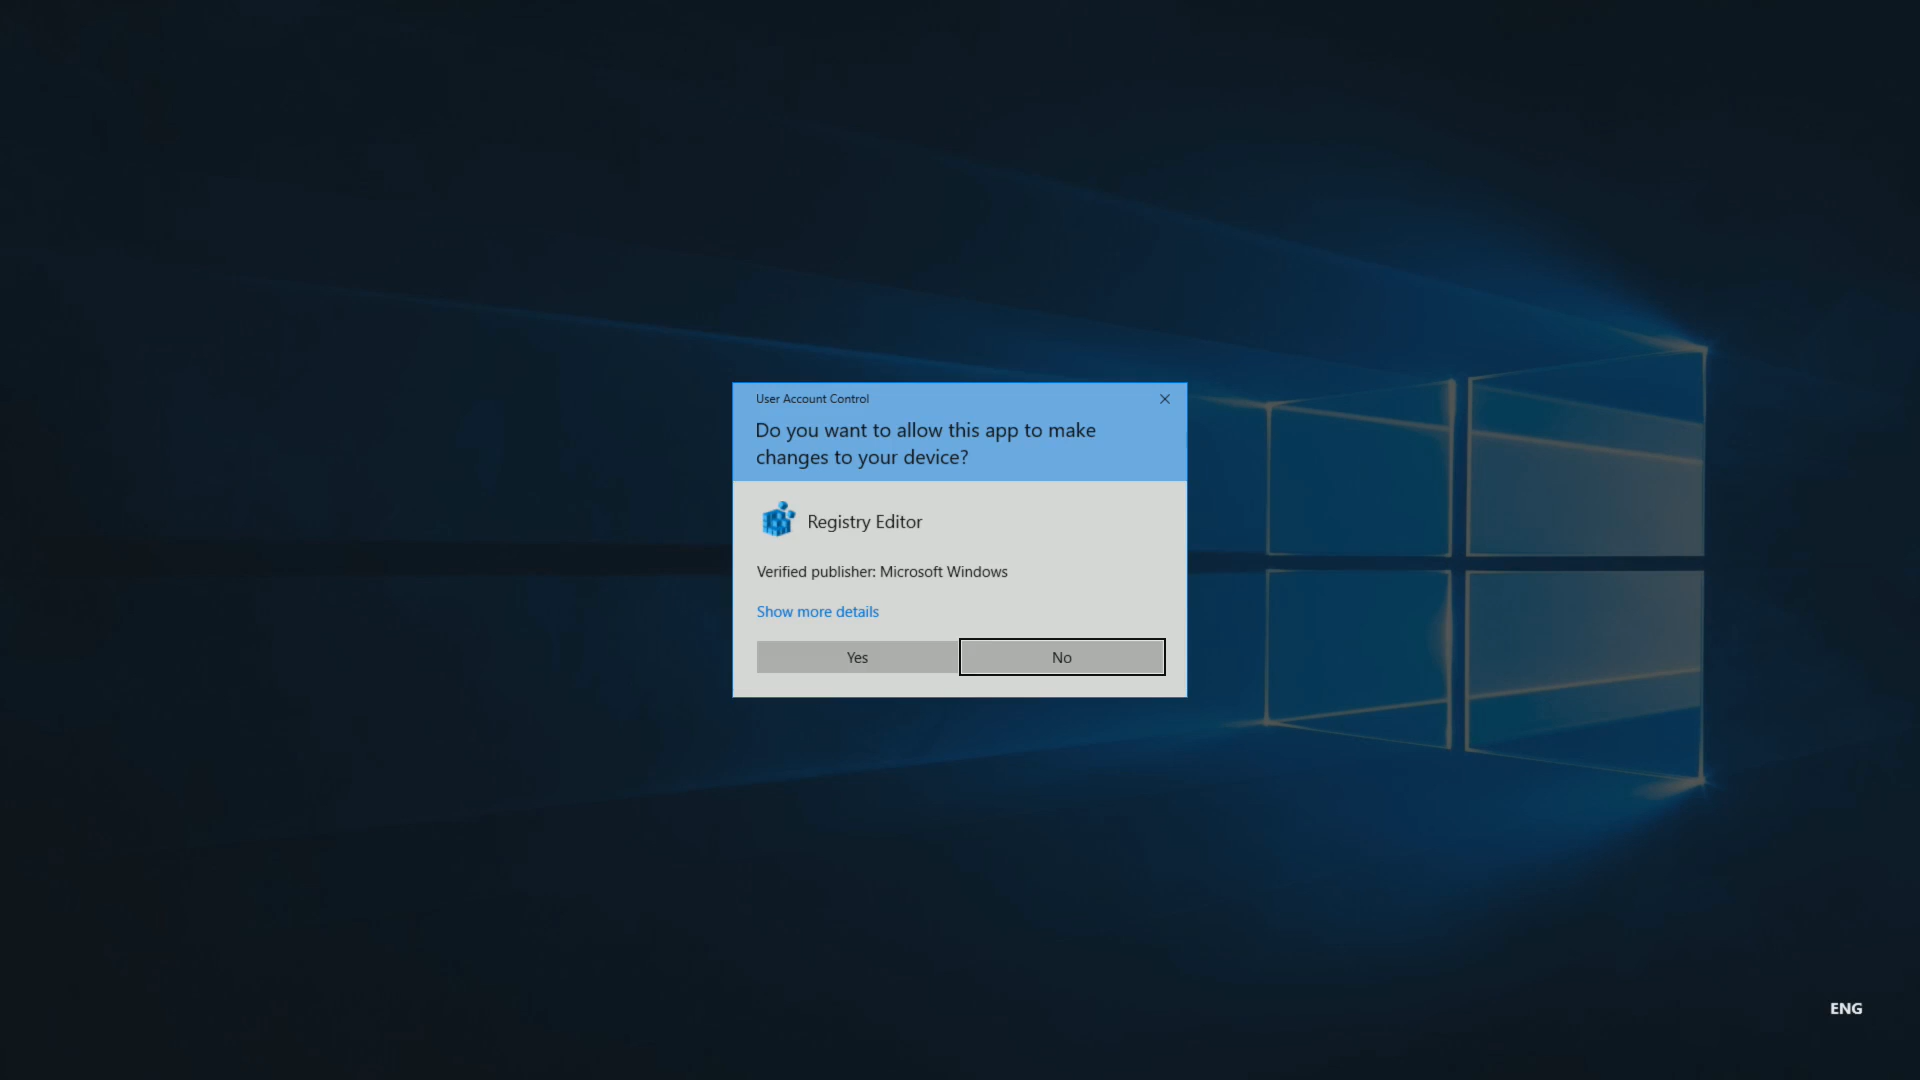 User Account Control
Do you want to allow this app to make
changes to your device?
Registry Editor
Verified publisher: Microsoft Windows
Show more details
Yes
No
ENG